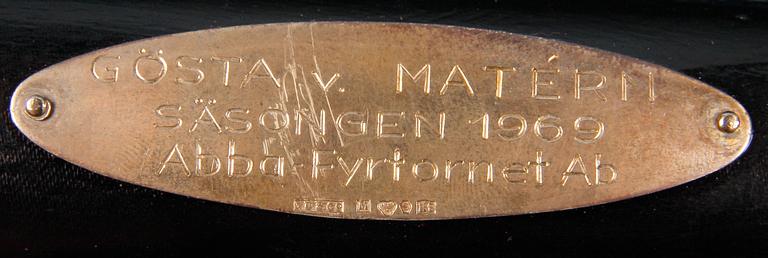 GÖSTA v. MATÉRN
SÄSONGEN 1969
Abba-Fyrtornet Ab